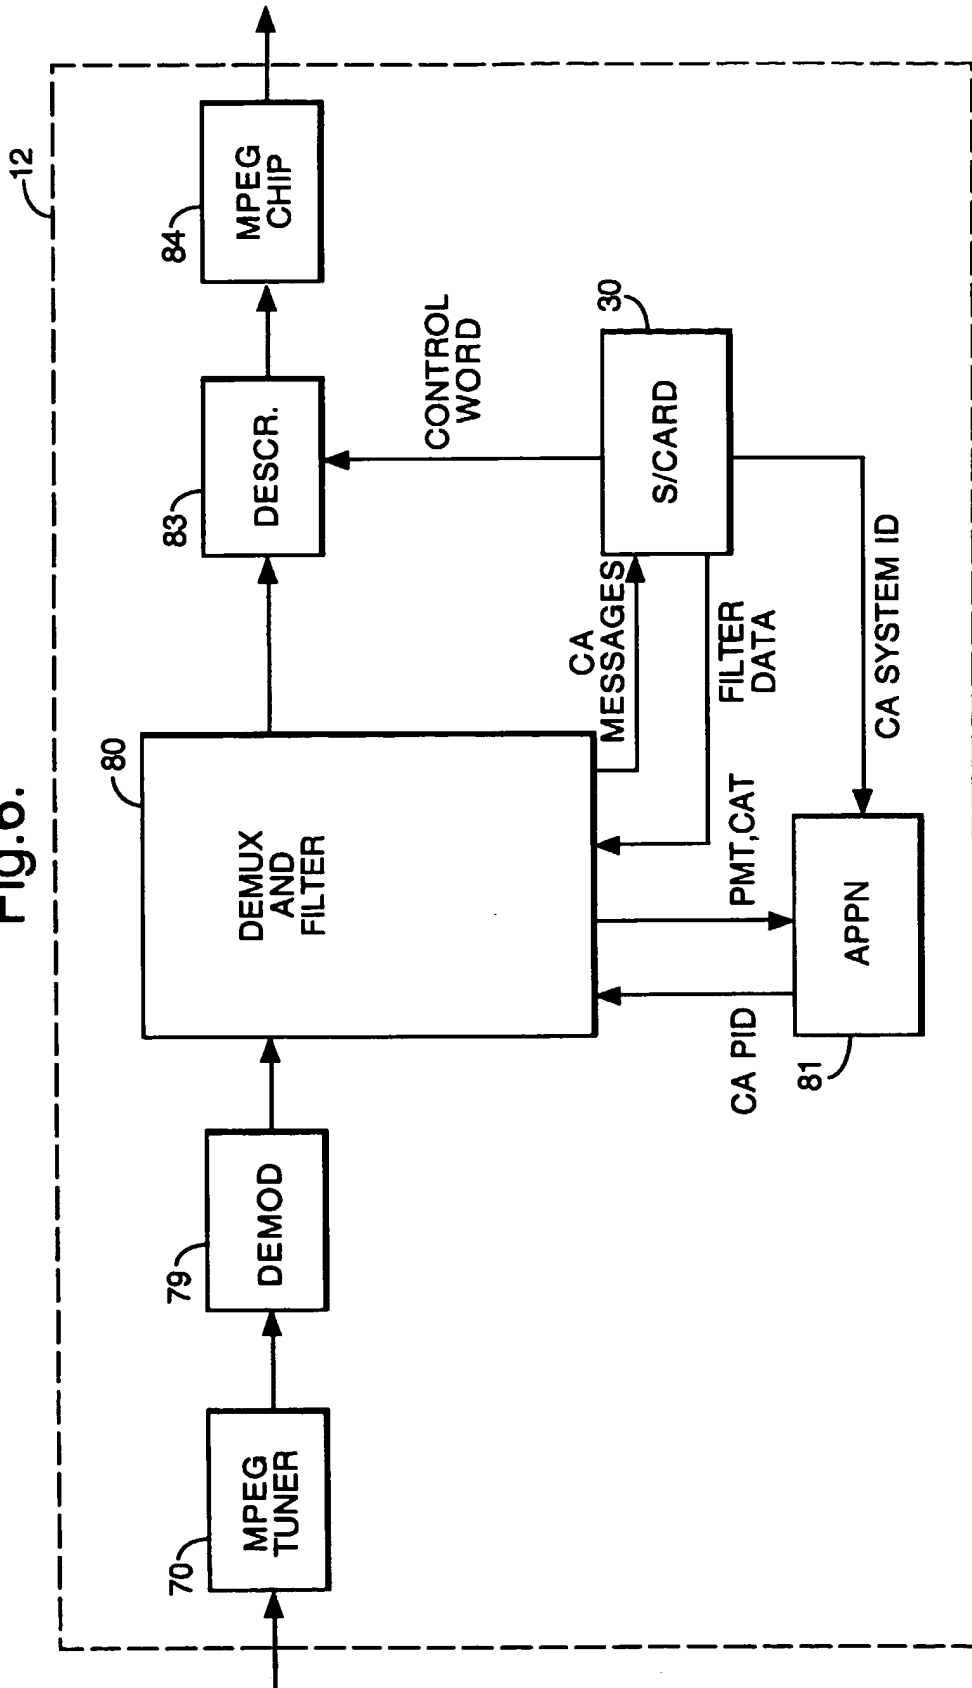 Fig.6.
12
70
MPEG
TUNER
79
DEMOD
80
DEMUX
AND
FILTER
83
DESCR.
84
MPEG
CHIP
CONTROL
WORD
30
S/CARD
CA
MESSAGES
FILTER
DATA
PMT,CAT
CA PID
CA SYSTEM ID
81
APPN